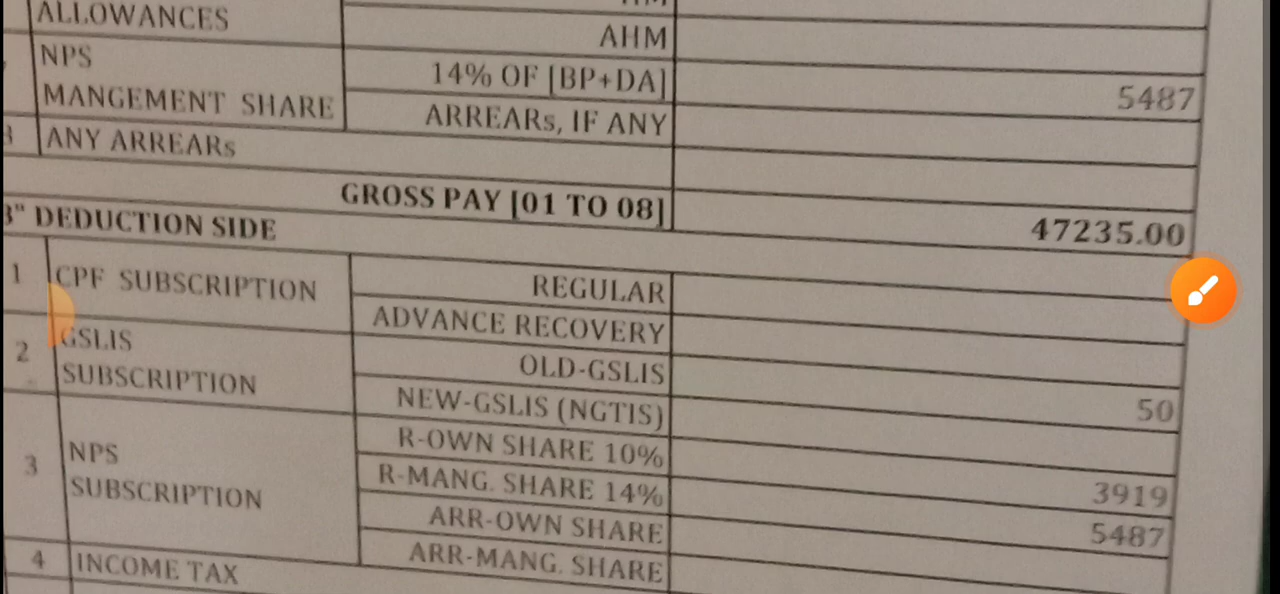 ALLOWANCES
AHM
NPS
MANGEMENT SHARE
14% OF [BP+DA]
5487
ARREARs, IF ANY
ANY ARREARs
GROSS PAY [01 TO 08]
47235.00
" DEDUCTION SIDE
1 CPF SUBSCRIPTION
REGULAR
ADVANCE RECOVERY
2 GSLIS
SUBSCRIPTION
OLD-GSLIS
NEW-GSLIS (NGTIS)
50
3 NPS
SUBSCRIPTION
R-OWN SHARE 10%
3919
R-MANG. SHARE 14%
5487
ARR-OWN SHARE
ARR-MANG. SHARE
4 INCOME TAX